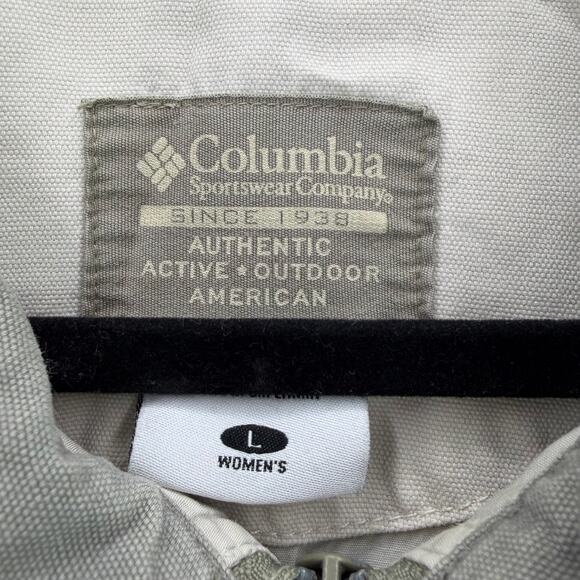 Columbia
Sportswear Company®
SINCE 1938
AUTHENTIC
ACTIVE ★ OUTDOOR
AMERICAN
L
WOMEN'S